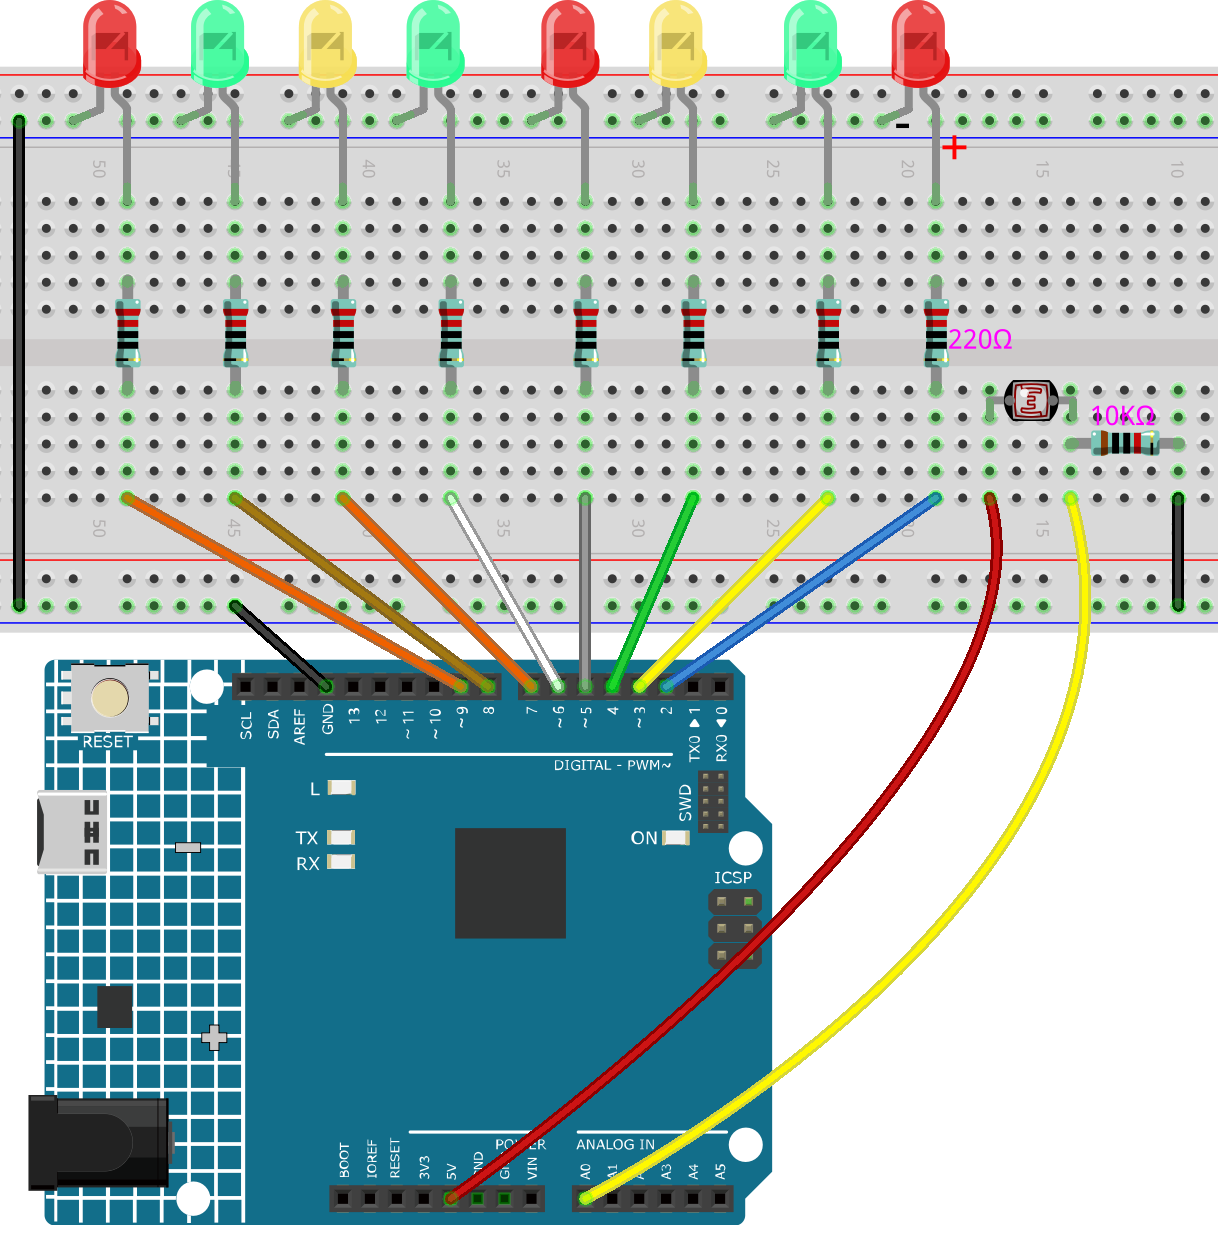 -
+
50
45
40
35
30
25
20
15
10
220Ω
10KΩ
50
45
35
30
25
15
RESET
SCL
SDA
AREF
GND
13
12
~11
~10
~9
8
7
~6
~5
4
~3
2
TX0 ▶ 1
RX0 ◀ 0
DIGITAL - PWM~
L
TX
RX
ON
SWD
ICSP
BOOT
IOREF
RESET
3V3
5V
GND
GND
VIN
POWER
ANALOG IN
A0
A1
A2
A3
A4
A5